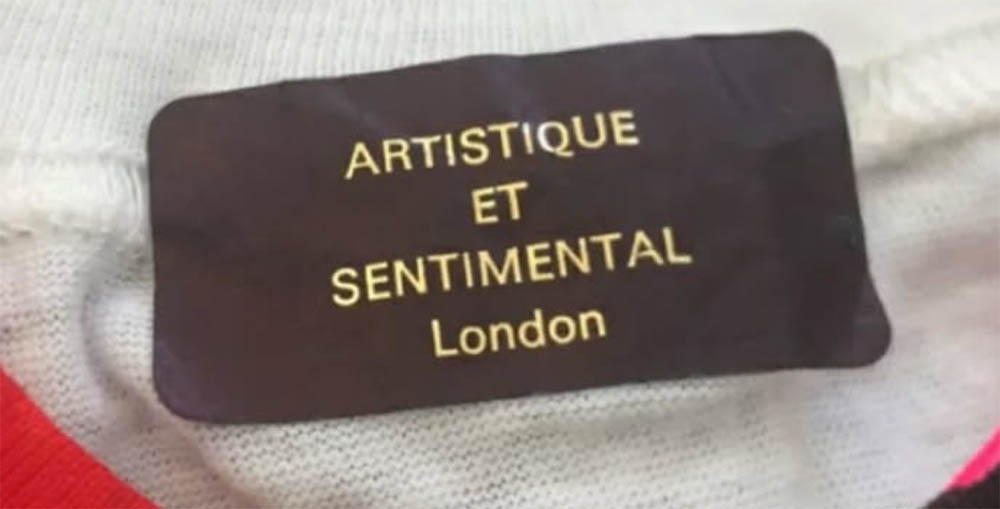 ARTISTIQUE
ET
SENTIMENTAL
London